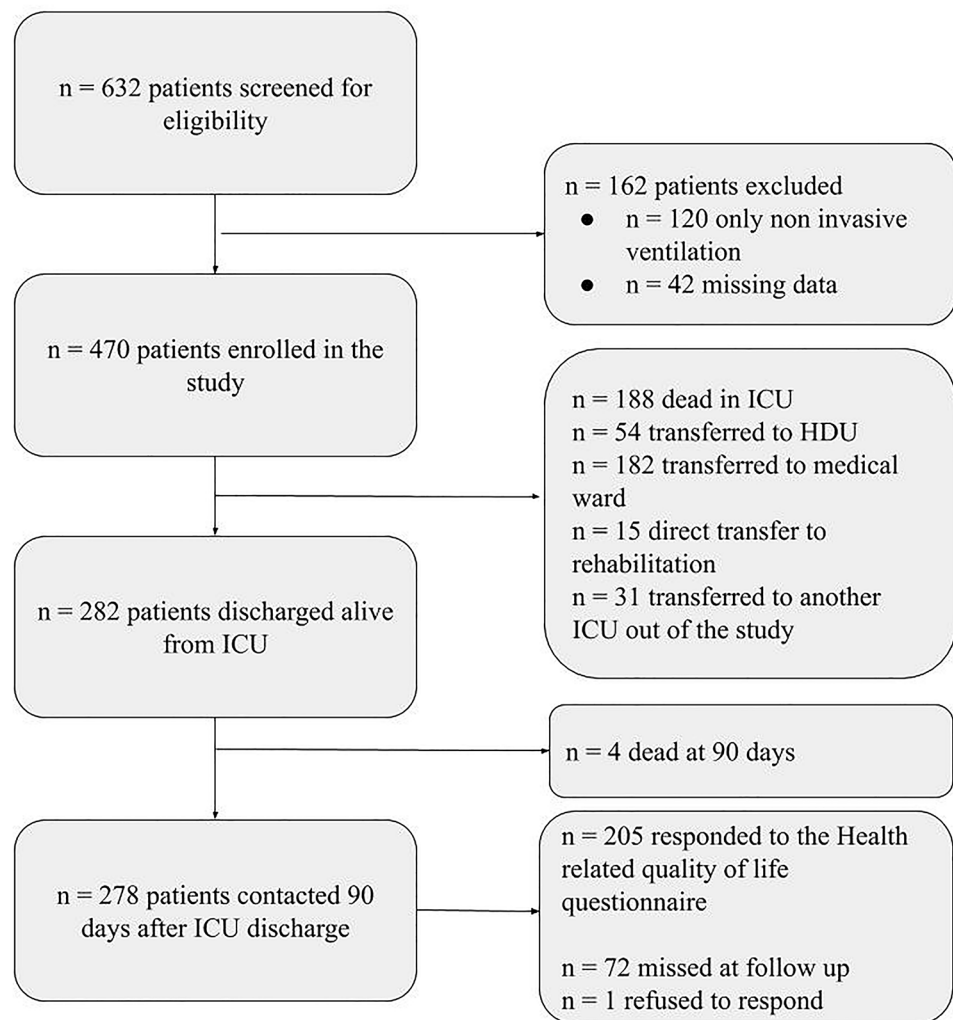 n = 632 patients screened for
eligibility
n = 162 patients excluded
● n = 120 only non invasive
ventilation
● n = 42 missing data
n = 470 patients enrolled in the
study
n = 188 dead in ICU
n = 54 transferred to HDU
n = 182 transferred to medical
ward
n = 15 direct transfer to
rehabilitation
n = 31 transferred to another
ICU out of the study
n = 282 patients discharged alive
from ICU
n = 4 dead at 90 days
n = 278 patients contacted 90
days after ICU discharge
n = 205 responded to the Health
related quality of life
questionnaire
n = 72 missed at follow up
n = 1 refused to respond